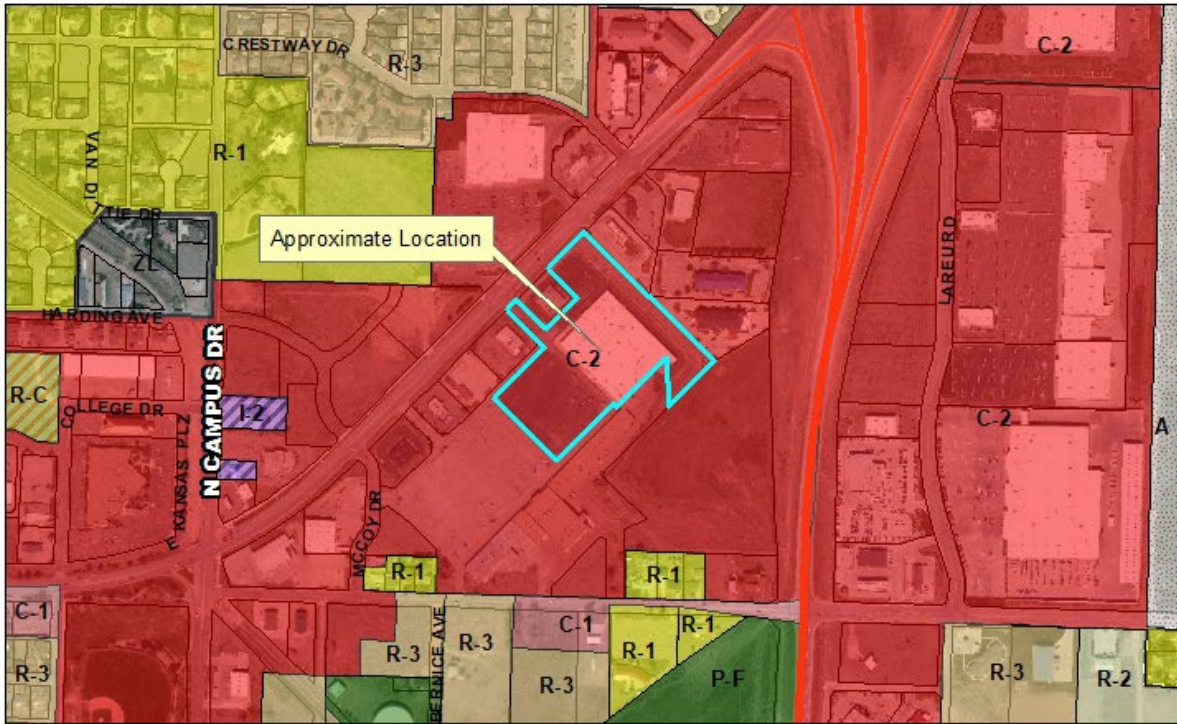 CRESTWAY DR
R-3
C-2
VAN DITTIE DR
R-1
ZL
Approximate Location
LAREU RD
HARDING AVE
N CAMPUS DR
C-2
R-C
COLLEGE DR
I-2
C-2
A
E KANSAS PLZ
MCCOY DR
R-1
R-1
C-1
C-1
R-1
R-1
R-3
BERNICE AVE
R-3
R-3
R-3
P-F
R-3
R-2